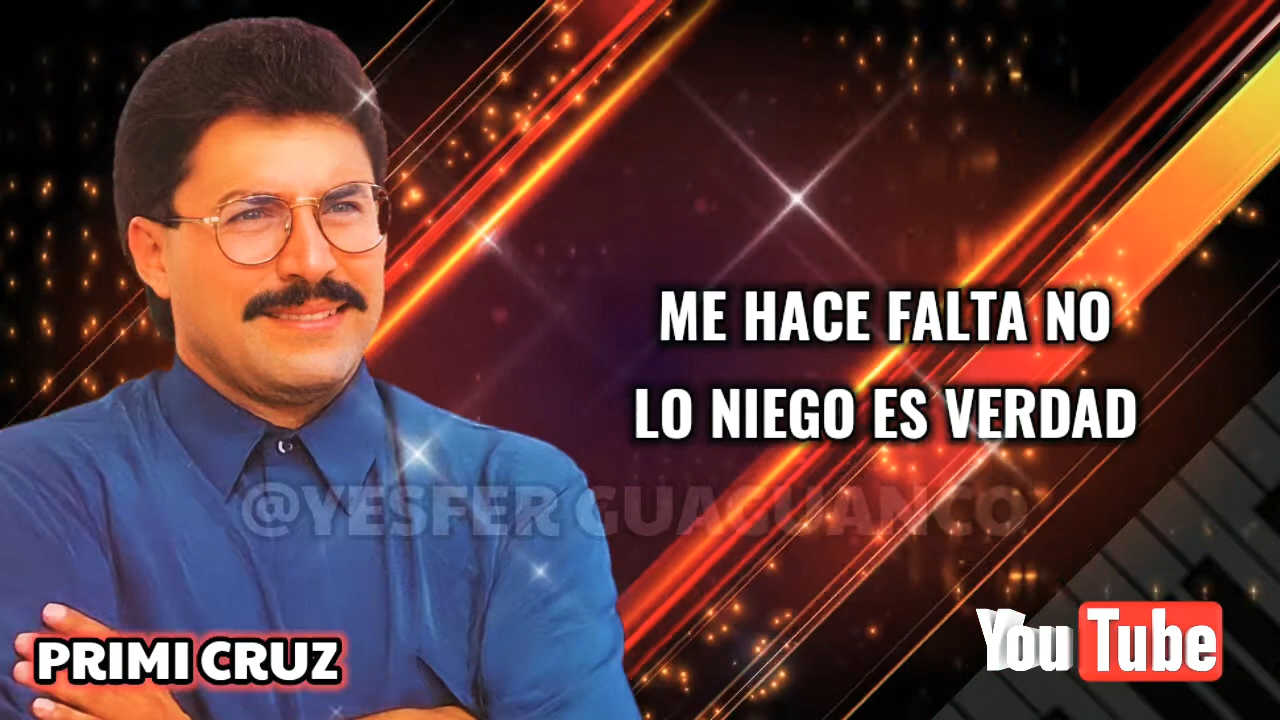 ME HACE FALTA NO
LO NIEGO ES VERDAD
@YESFER GUAGUANCO
PRIMI CRUZ
YouTube